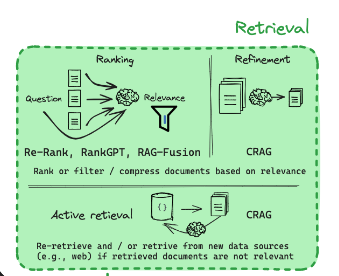 Retrieval
Ranking
Refinement
Question
Relevance
Re-Rank, RankGPT, RAG-Fusion
CRAG
Rank or filter / compress documents based on relevance
Active retieval
{ }
CRAG
Re-retrieve and / or retrive from new data sources
(e.g., web) if retrieved documents are not relevant